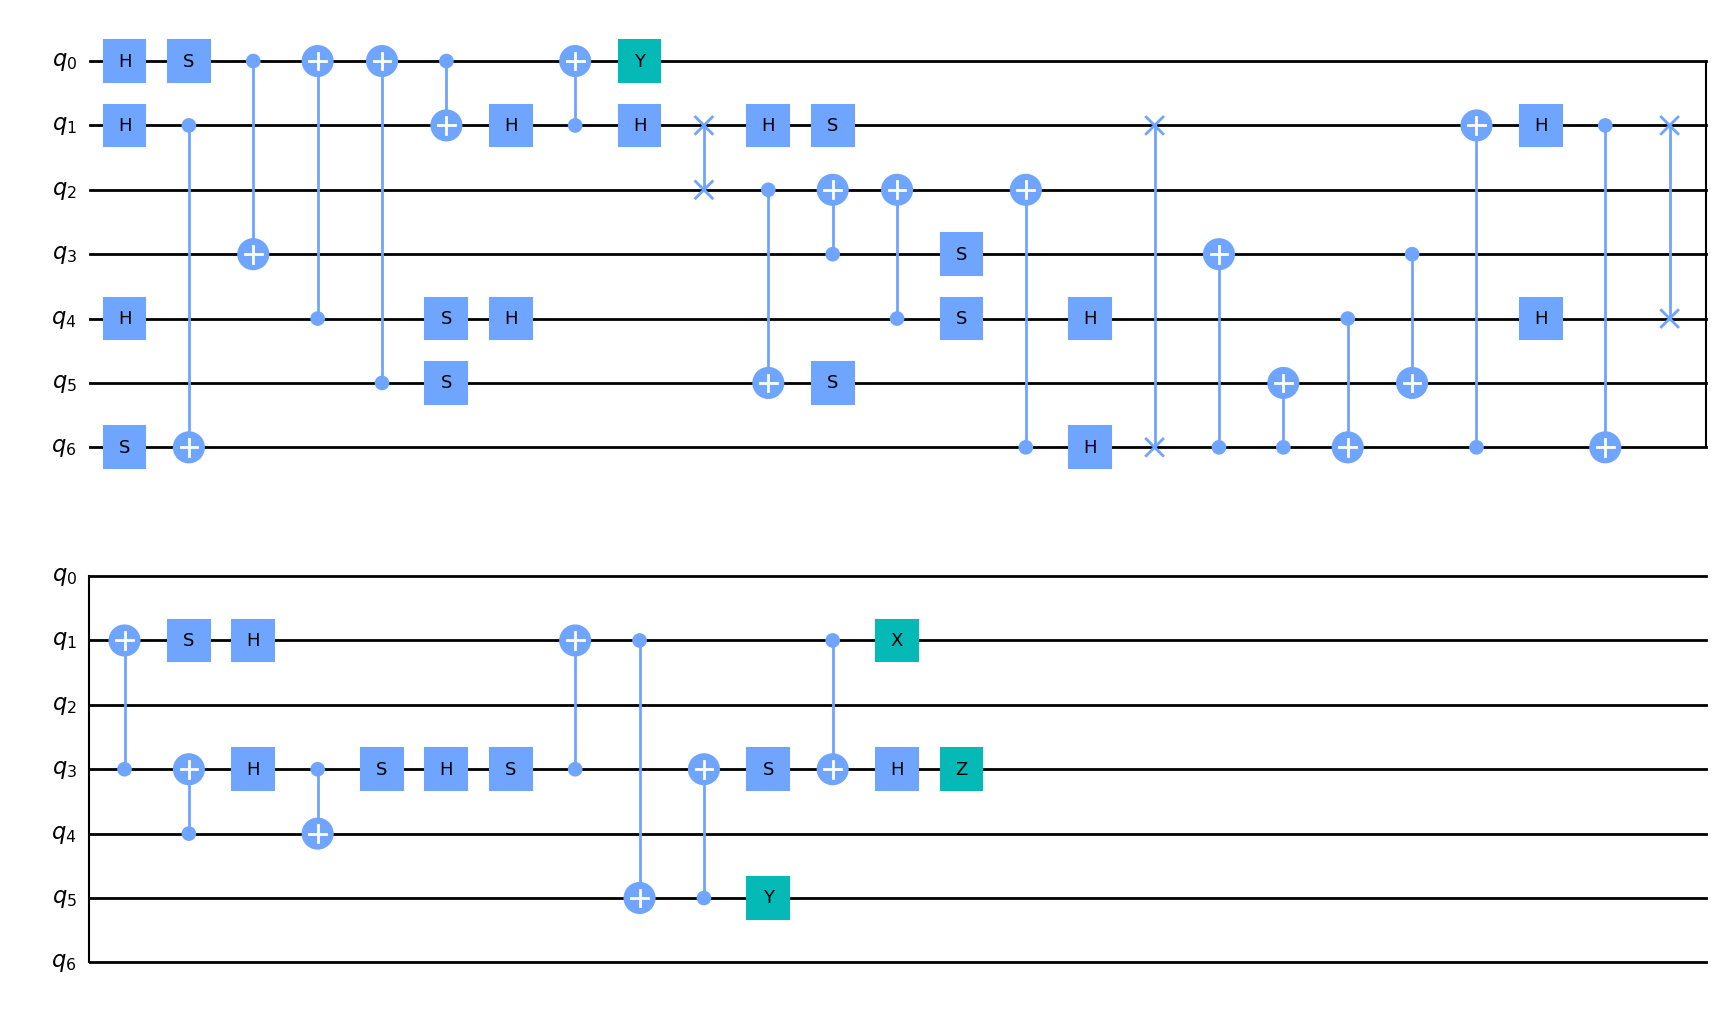 q0 H S Y
q1 H H H H S H
q2
q3 S
q4 H S H S H H
q5 S S
q6 S H
q0
q1 S H X
q2
q3 H S H S S H Z
q4
q5 Y
q6